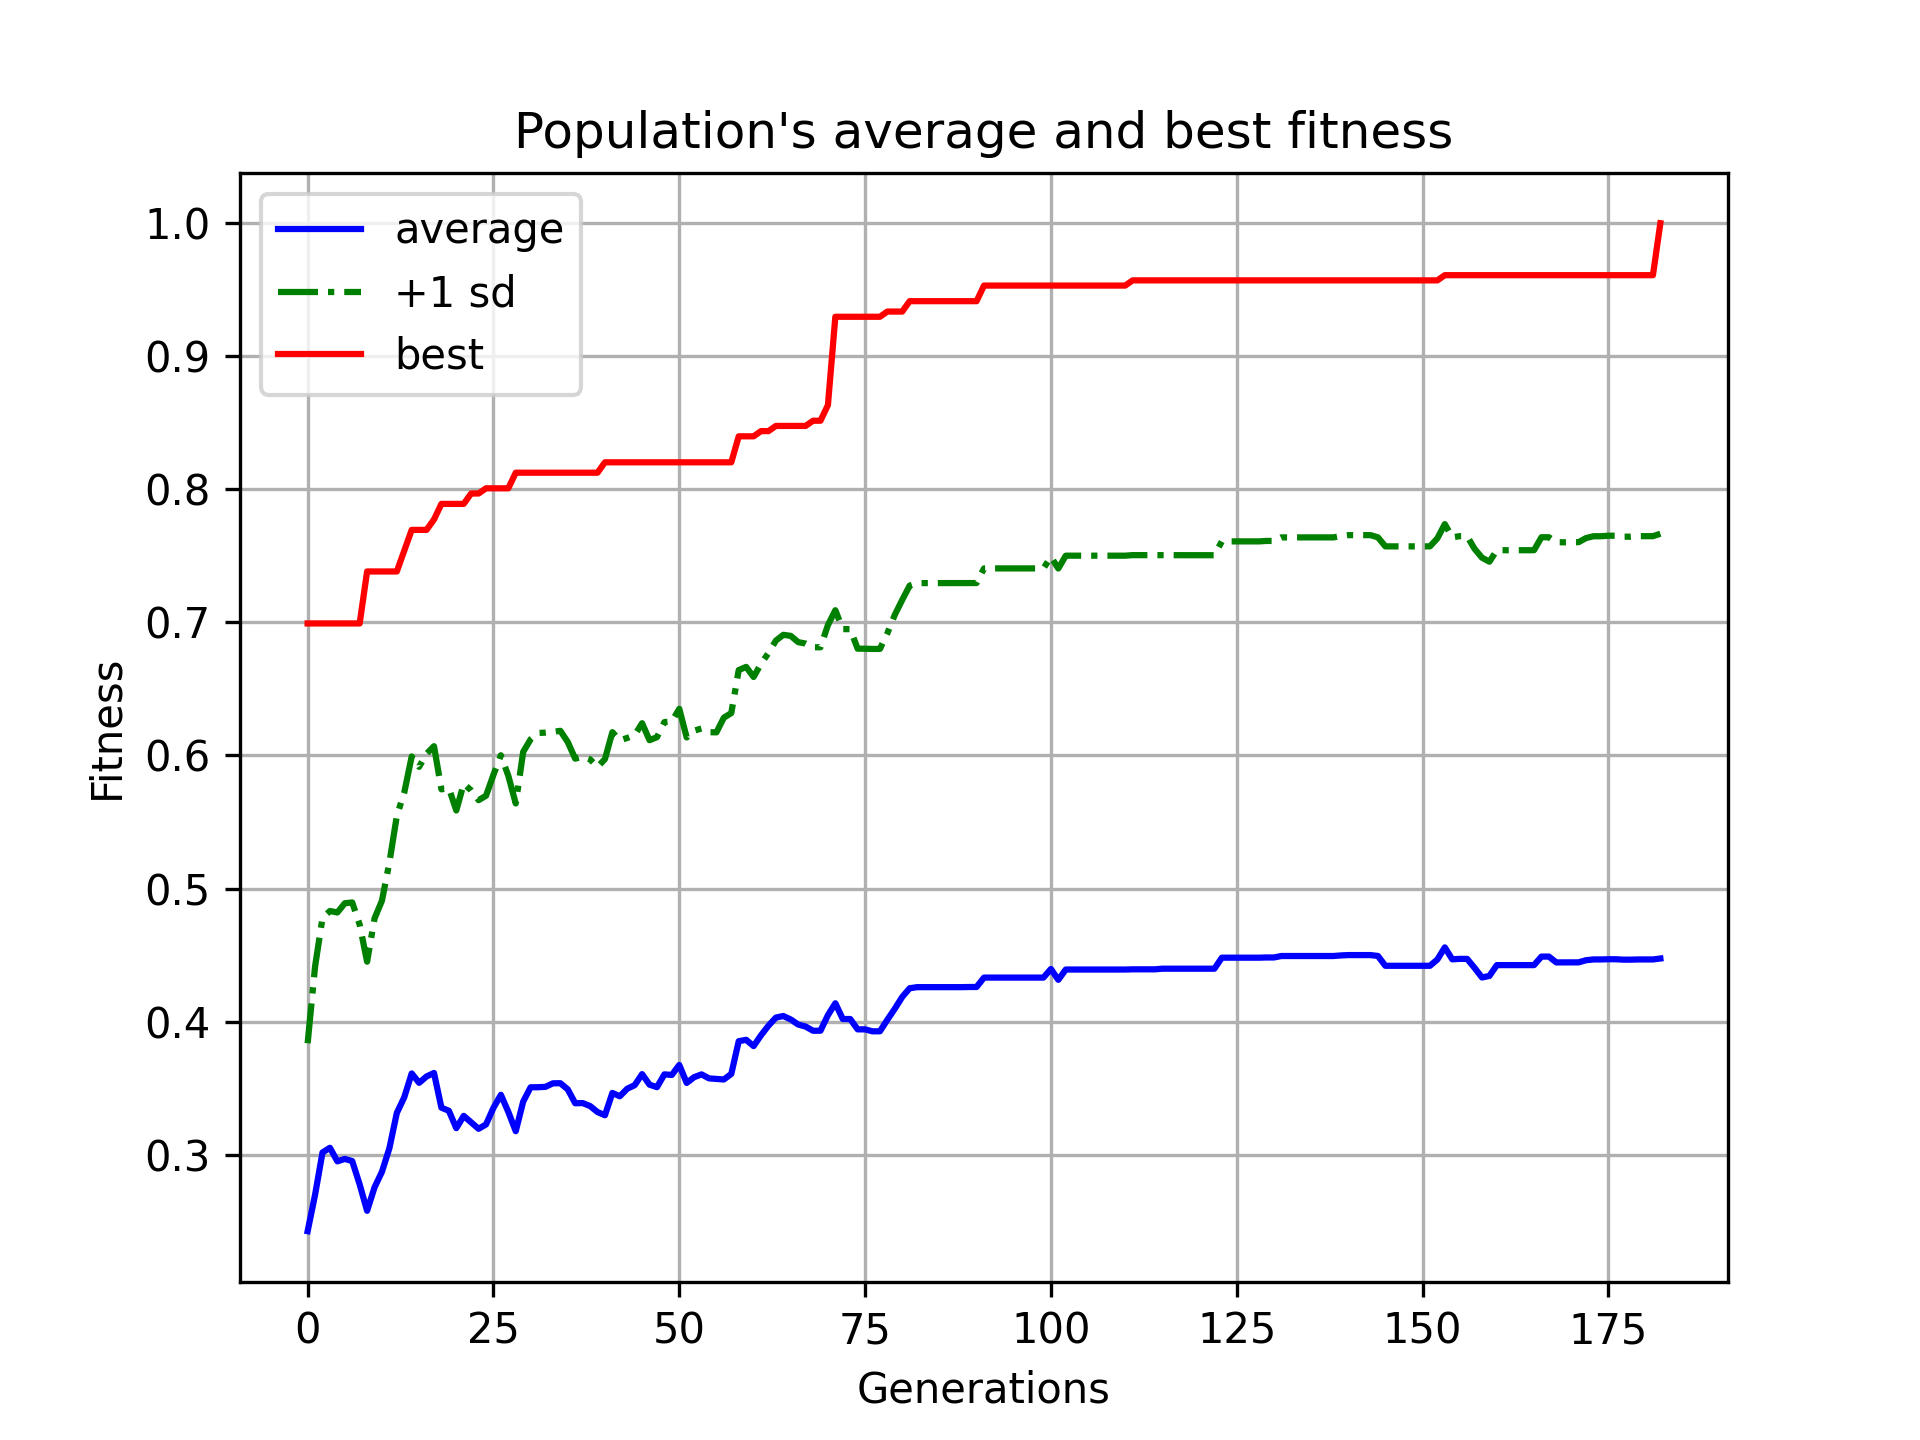 Population's average and best fitness
average
+1 sd
best
1.0
0.9
0.8
0.7
0.6
0.5
0.4
0.3
Fitness
0 25 50 75 100 125 150 175
Generations